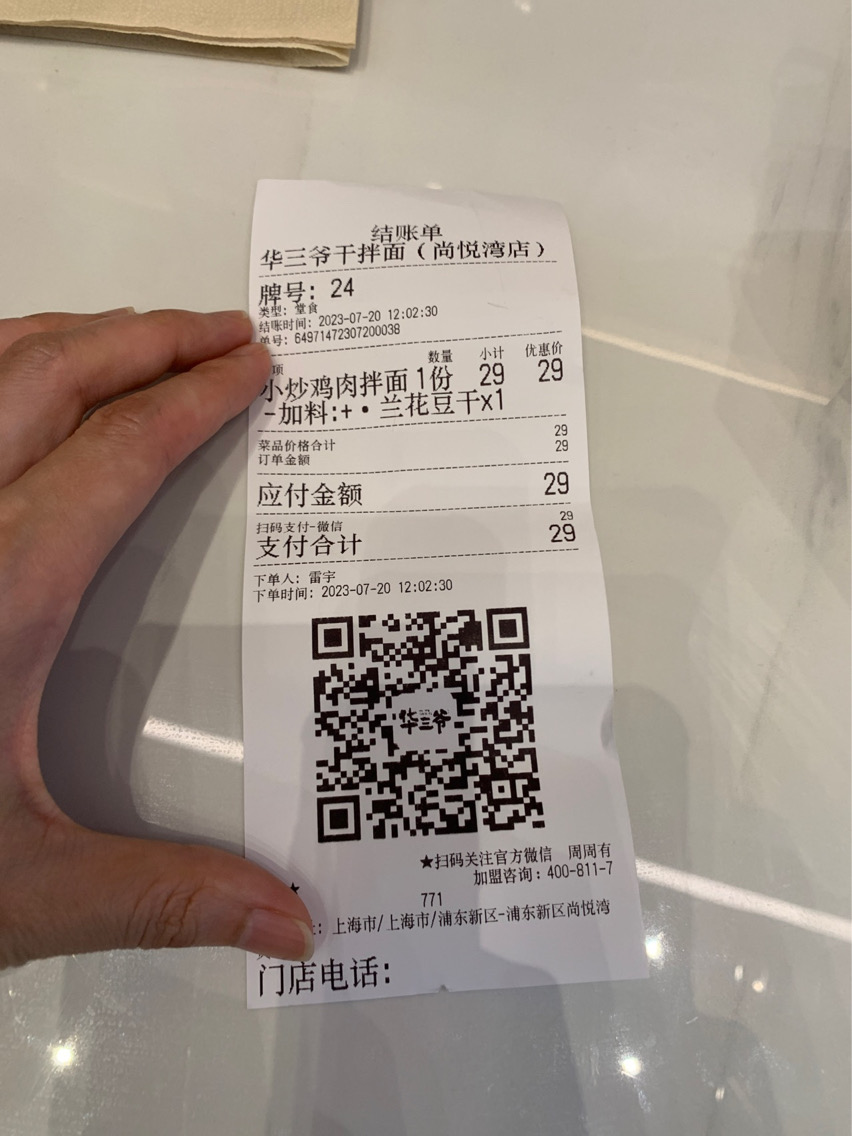 结账单
华三爷干拌面（尚悦湾店）
牌号: 24
类型: 堂食
结账时间: 2023-07-20 12:02:30
单号: 64971472307200038
项 数量 小计 优惠价
小炒鸡肉拌面 1份 29 29
-加料:+·兰花豆干x1
菜品价格合计 29
订单金额 29
应付金额 29
扫码支付-微信 29
支付合计 29
下单人: 雷宇
下单时间: 2023-07-20 12:02:30
华三爷
★扫码关注官方微信 周周有
★ 加盟咨询: 400-811-7
771
: 上海市/上海市/浦东新区-浦东新区尚悦湾
门店电话: